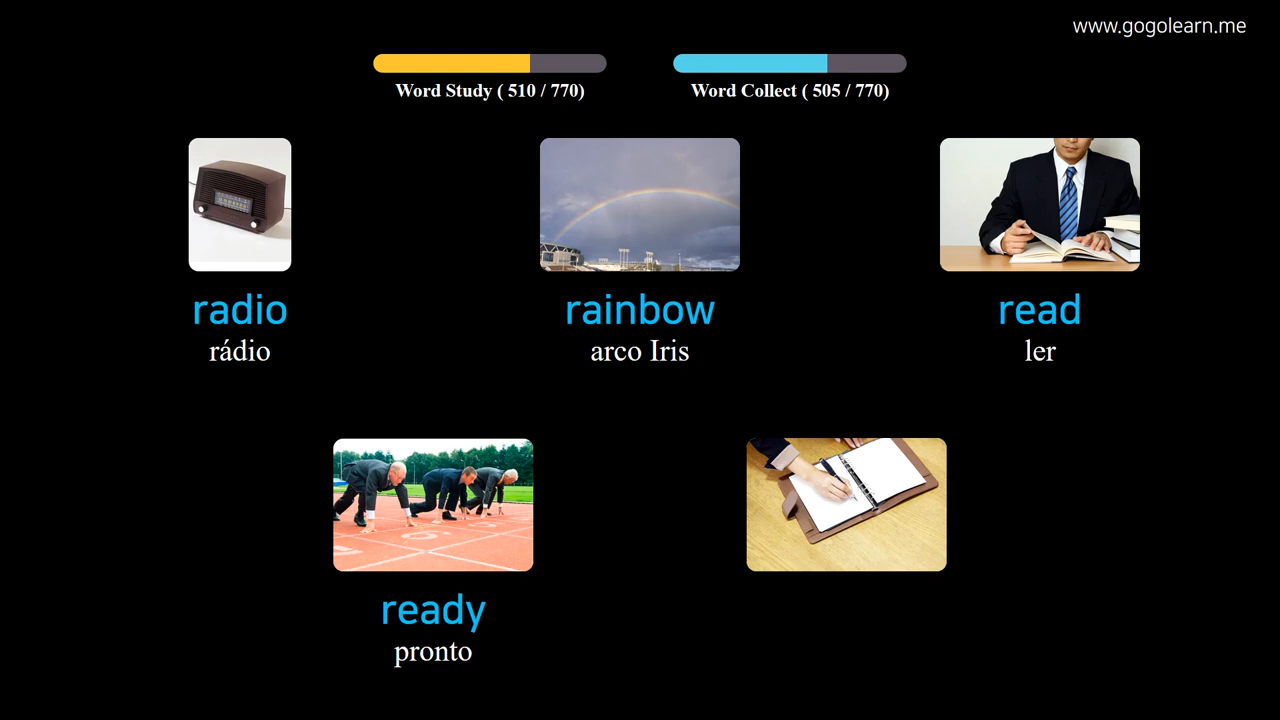 www.gogolearn.me
Word Study ( 510 / 770)
Word Collect ( 505 / 770)
radio
rádio
rainbow
arco Iris
read
ler
ready
pronto